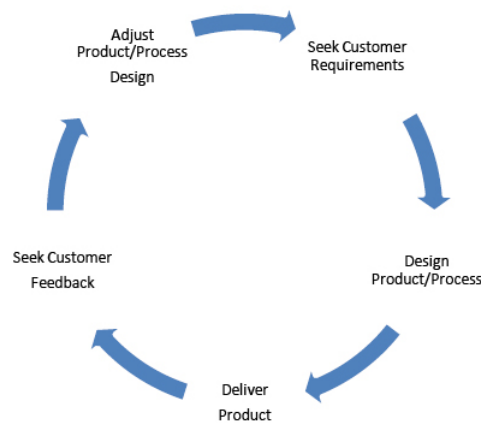 Adjust
Product/Process
Design
Seek Customer
Requirements
Design
Product/Process
Deliver
Product
Seek Customer
Feedback